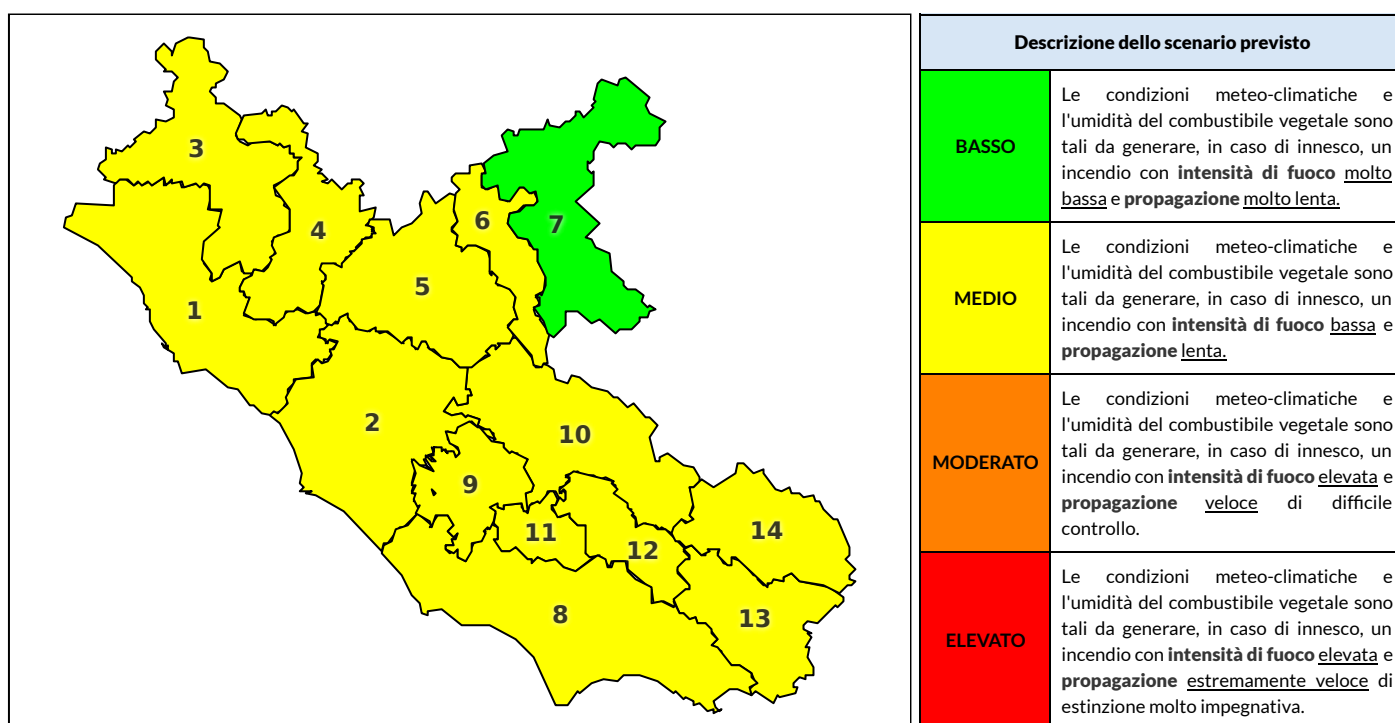 3
4
6
7
5
1
2
10
9
11
12
14
8
13
Descrizione dello scenario previsto
BASSO
Le condizioni meteo-climatiche e
l'umidità del combustibile vegetale sono
tali da generare, in caso di innesco, un
incendio con intensità di fuoco molto
bassa e propagazione molto lenta.
MEDIO
Le condizioni meteo-climatiche e
l'umidità del combustibile vegetale sono
tali da generare, in caso di innesco, un
incendio con intensità di fuoco bassa e
propagazione lenta.
MODERATO
Le condizioni meteo-climatiche e
l'umidità del combustibile vegetale sono
tali da generare, in caso di innesco, un
incendio con intensità di fuoco elevata e
propagazione veloce di difficile
controllo.
ELEVATO
Le condizioni meteo-climatiche e
l'umidità del combustibile vegetale sono
tali da generare, in caso di innesco, un
incendio con intensità di fuoco elevata e
propagazione estremamente veloce di
estinzione molto impegnativa.